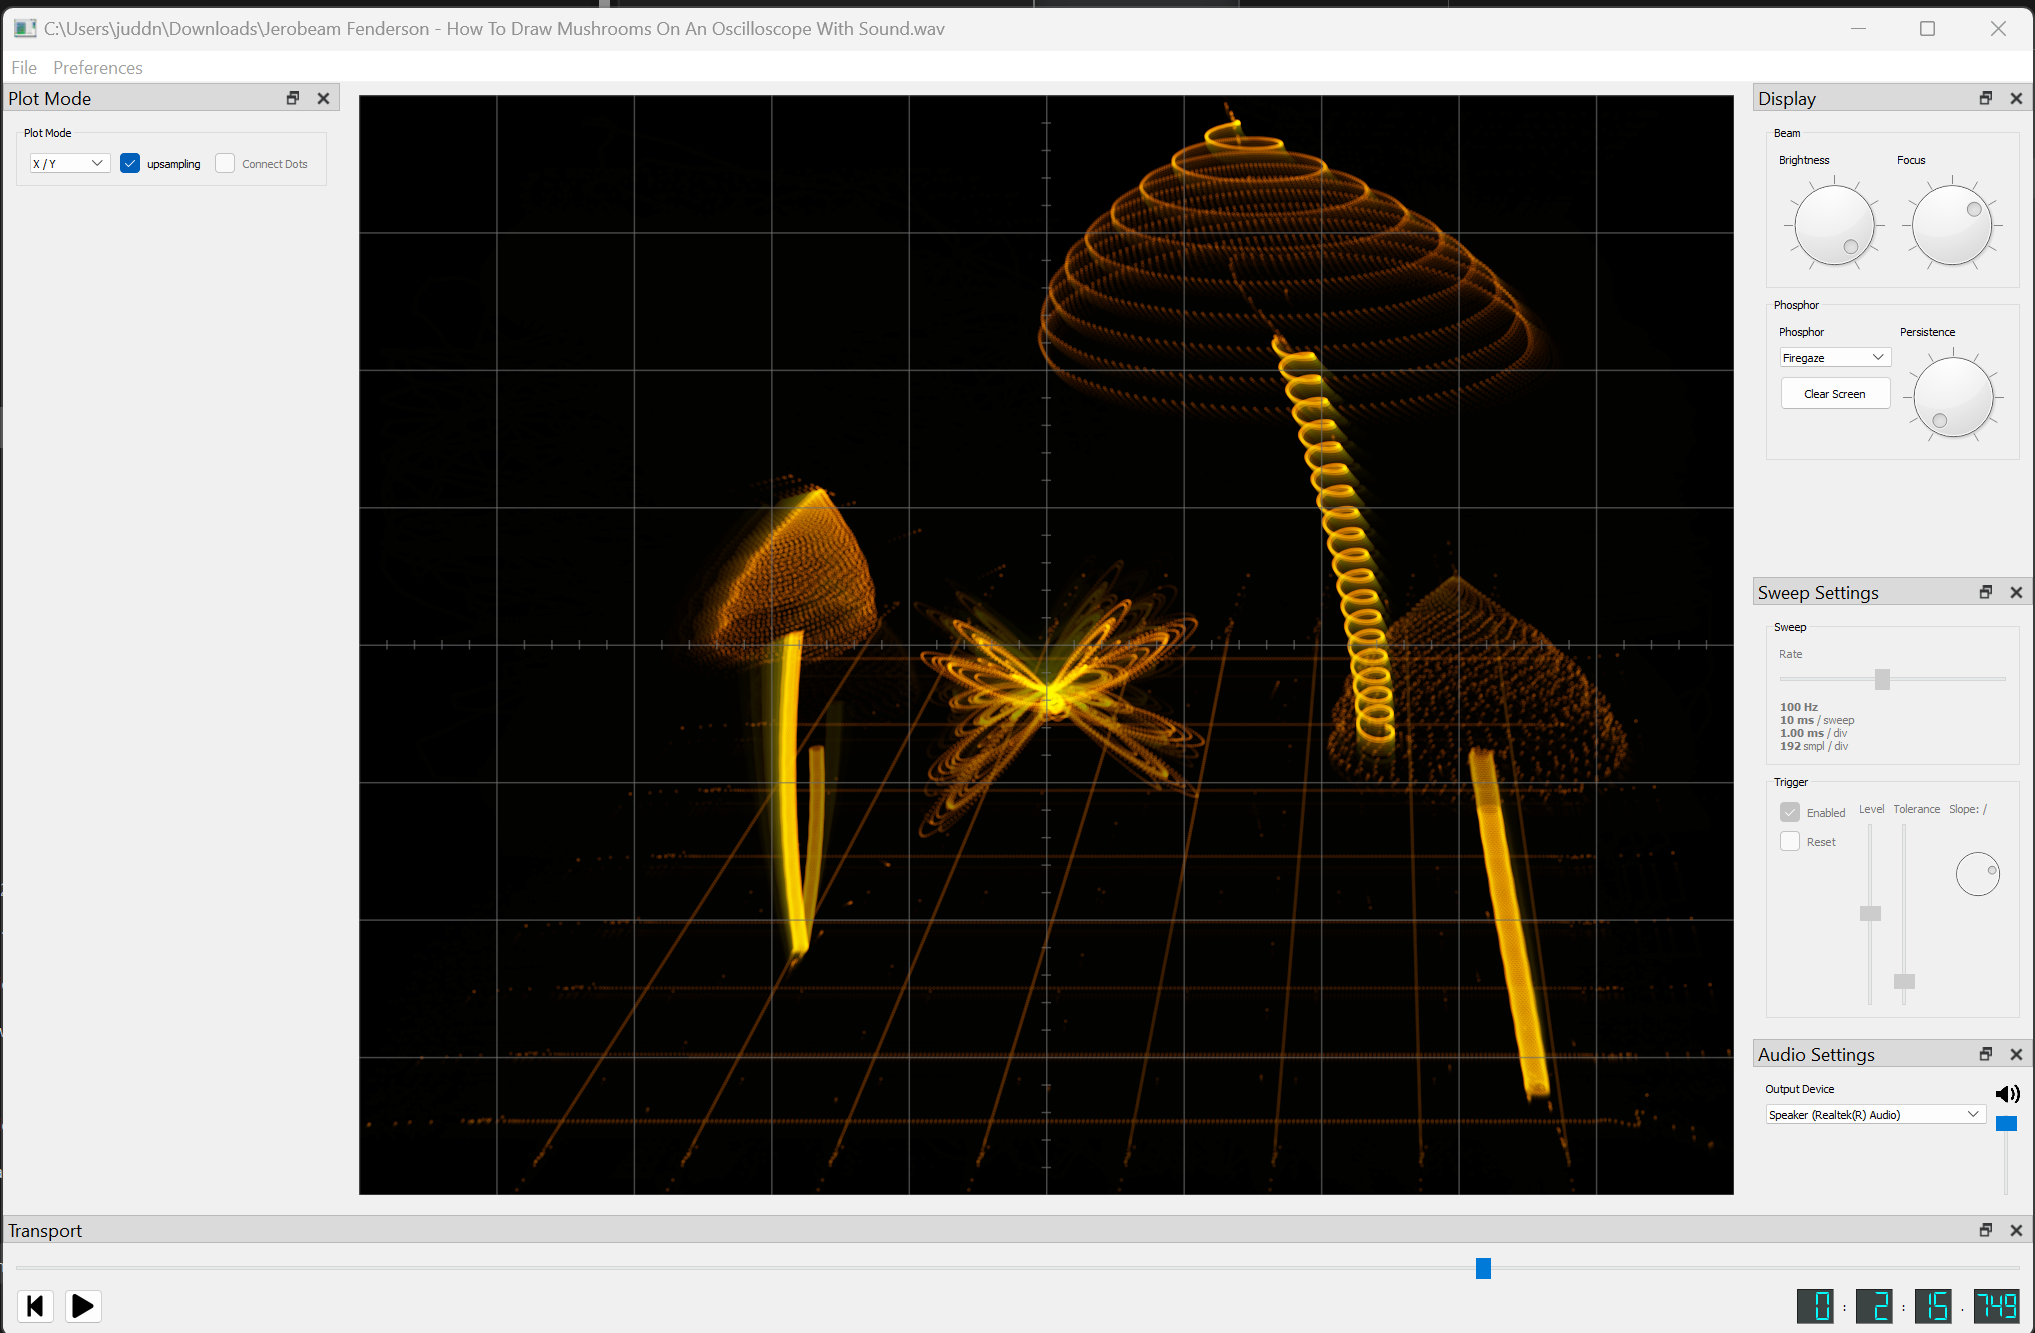 C:\Users\juddn\Downloads\Jerobeam Fenderson - How To Draw Mushrooms On An Oscilloscope With Sound.wav
File Preferences
Plot Mode
Plot Mode
X / Y upsampling Connect Dots
Display
Beam
Brightness Focus
Phosphor
Phosphor Persistence
Firegaze
Clear Screen
Sweep Settings
Sweep
Rate
100 Hz
10 ms / sweep
1.00 ms / div
192 smpl / div
Trigger
Enabled Level Tolerance Slope: /
Reset
Audio Settings
Output Device
Speaker (Realtek(R) Audio)
Transport
0 : 2 : 15 . 749